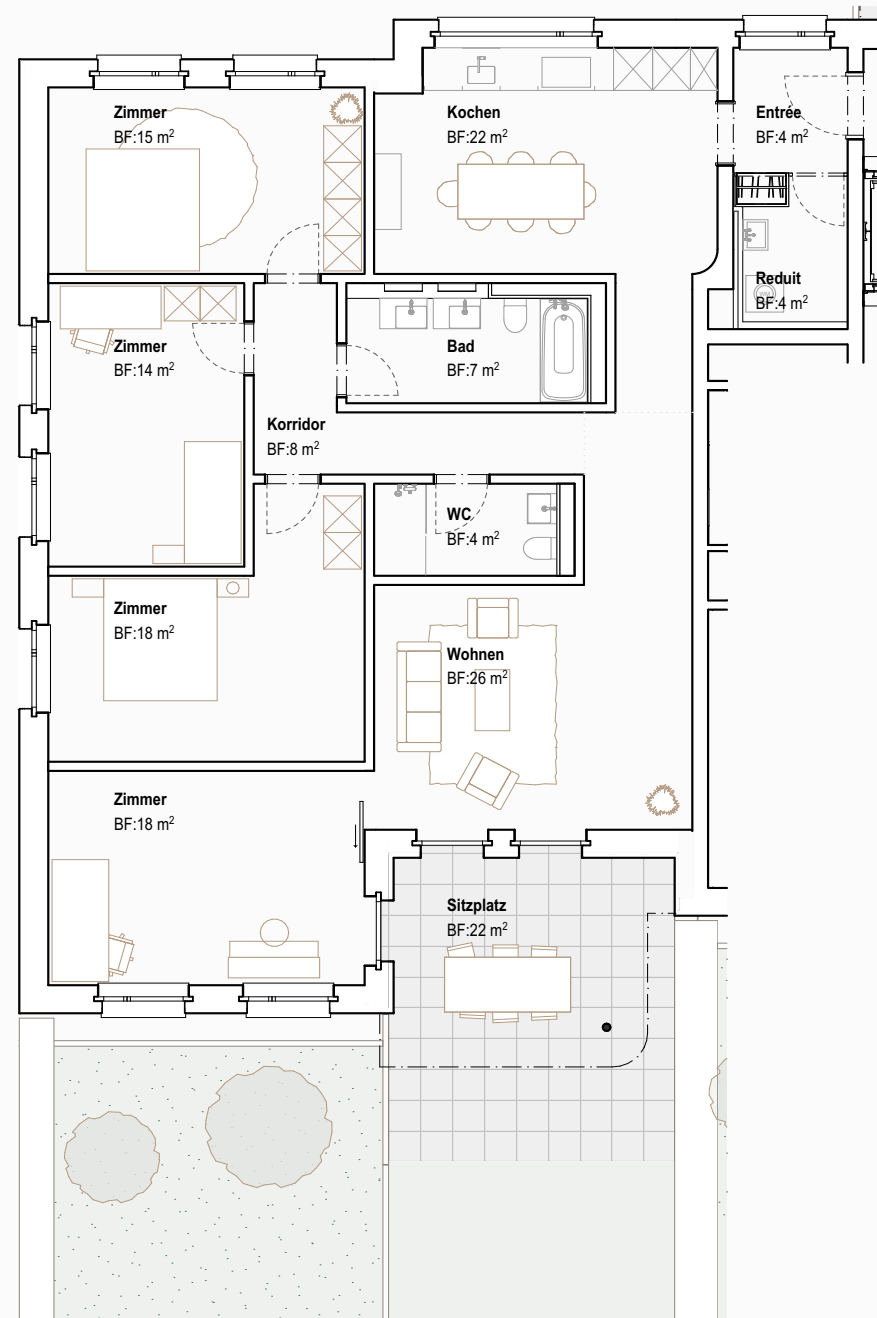 Zimmer
BF:15 m²
Kochen
BF:22 m²
Entrée
BF:4 m²
Reduit
BF:4 m²
Zimmer
BF:14 m²
Bad
BF:7 m²
Korridor
BF:8 m²
WC
BF:4 m²
Zimmer
BF:18 m²
Wohnen
BF:26 m²
Zimmer
BF:18 m²
Sitzplatz
BF:22 m²